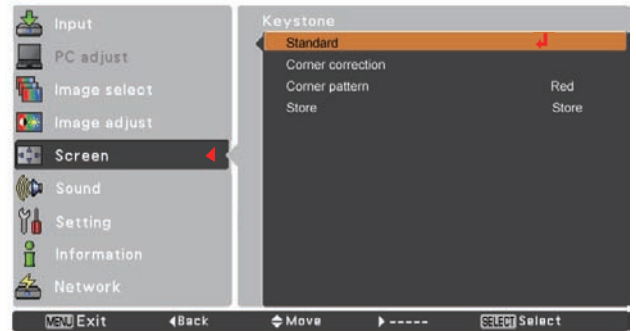 Input
PC adjust
Image select
Image adjust
Screen
Sound
Setting
Information
Network
Keystone
Standard
Corner correction
Corner pattern Red
Store Store
MENU Exit Back Move ----- SELECT Select